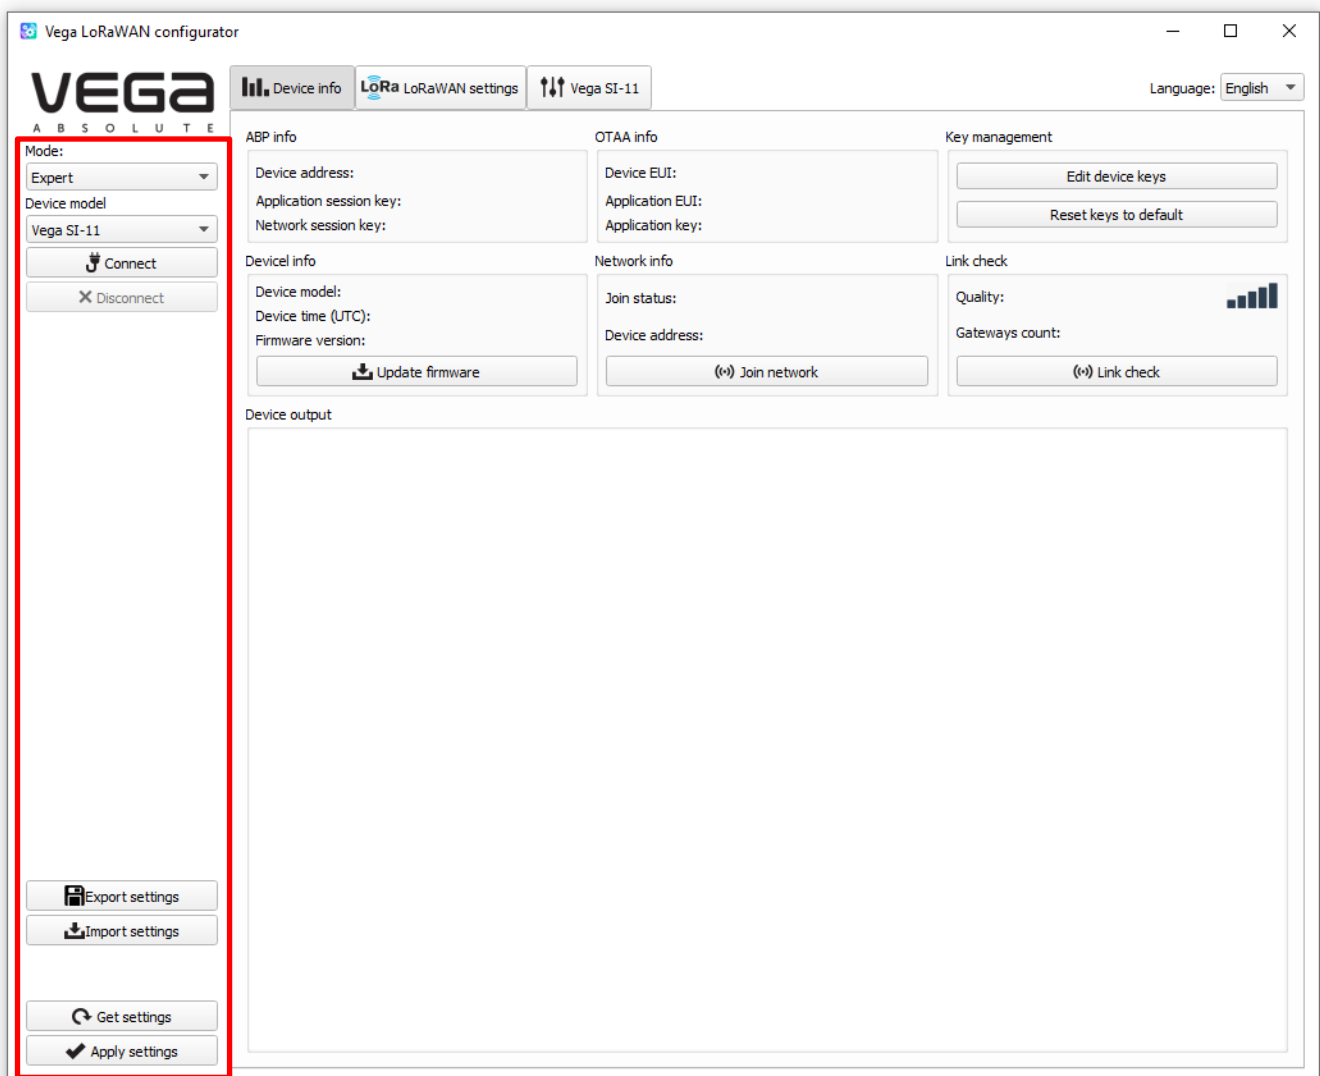 Vega LoRaWAN configurator
VEGA
ABSOLUTE
Device info
LoRa LoRaWAN settings
Vega SI-11
Language: English
Mode:
Expert
Device model
Vega SI-11
Connect
Disconnect
Export settings
Import settings
Get settings
Apply settings
ABP info
Device address:
Application session key:
Network session key:
OTAA info
Device EUI:
Application EUI:
Application key:
Key management
Edit device keys
Reset keys to default
Devicel info
Device model:
Device time (UTC):
Firmware version:
Update firmware
Network info
Join status:
Device address:
Join network
Link check
Quality:
Gateways count:
Link check
Device output